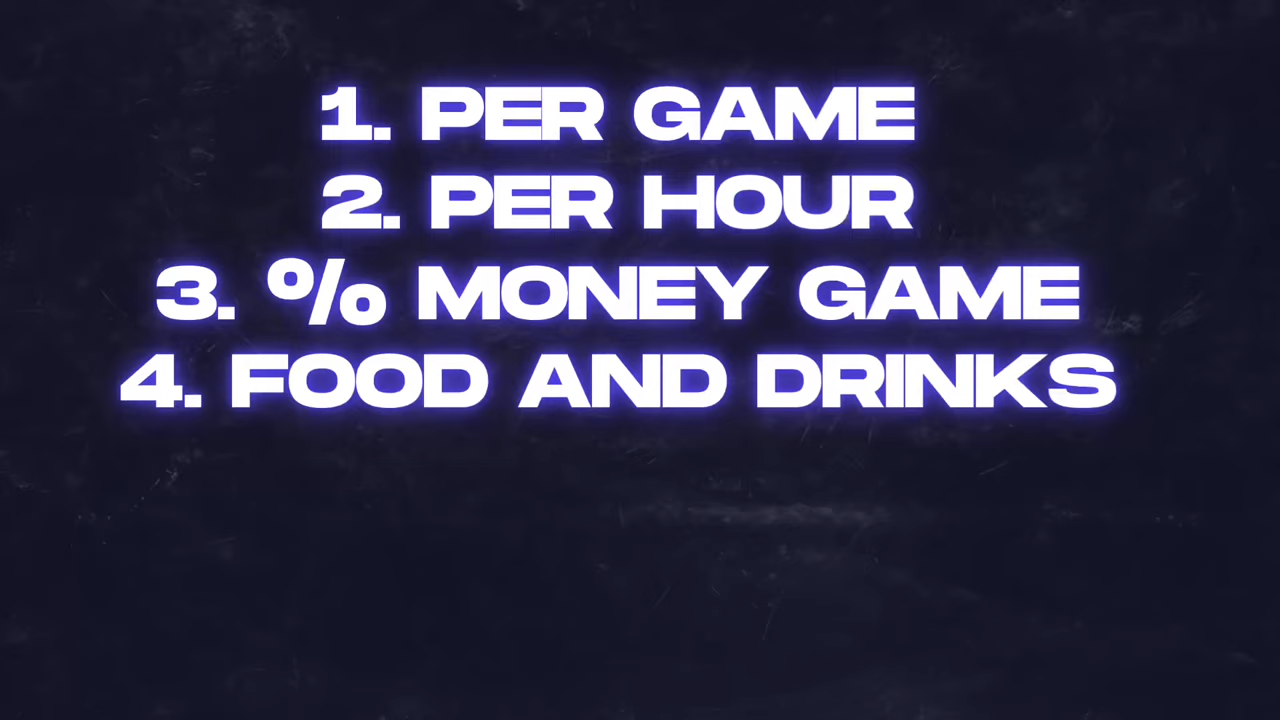 1. PER GAME
2. PER HOUR
3. % MONEY GAME
4. FOOD AND DRINKS